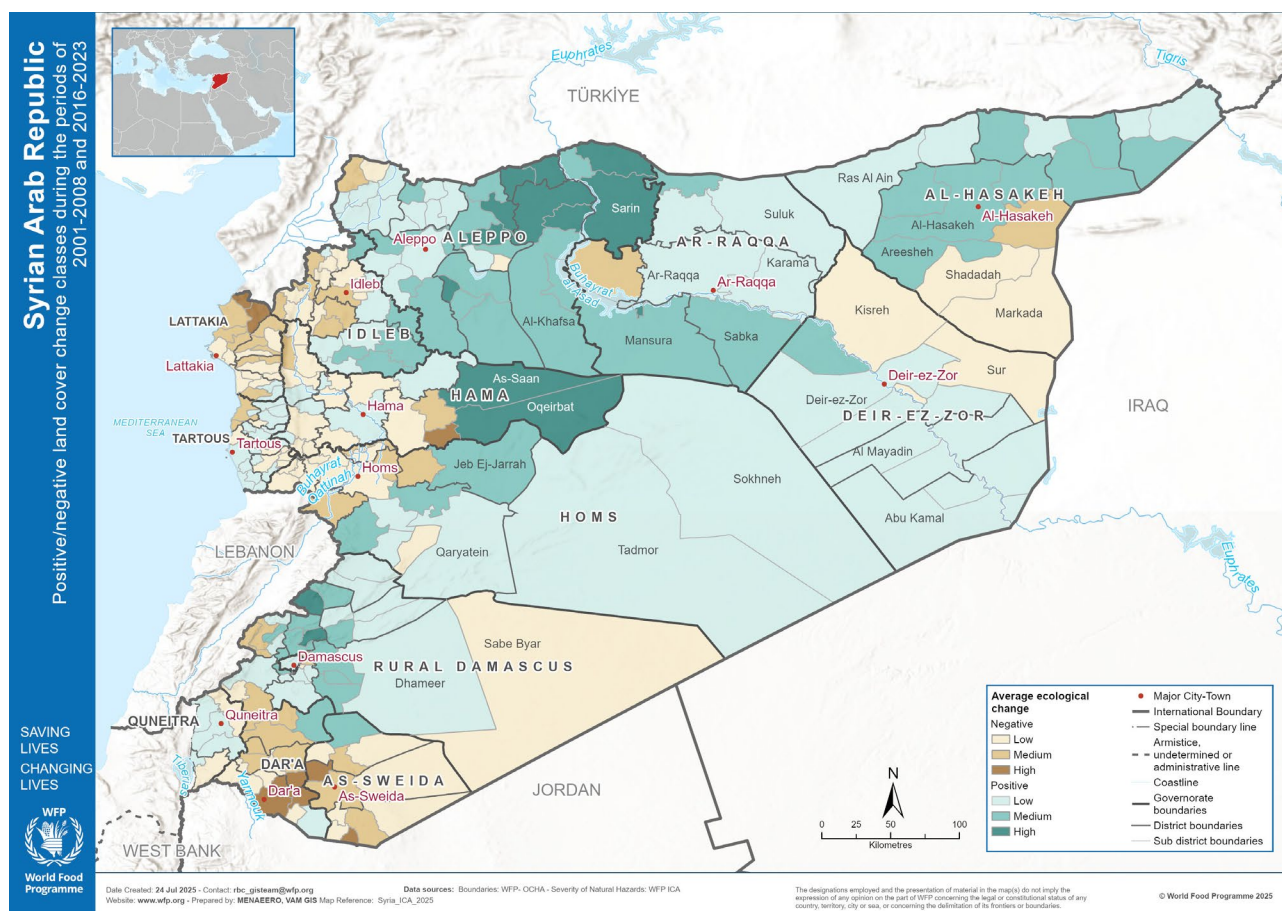 Syrian Arab Republic
Positive/negative land cover change classes during the periods of
2001-2008 and 2016-2023
SAVING
LIVES
CHANGING
LIVES
WFP
World Food
Programme
Euphrates
Tigris
TÜRKİYE
Ras Al Ain
AL-HASAKEH
Al-Hasakeh
Al-Hasakeh
Areesheh
Shadadah
Markada
Sarin
Suluk
AR-RAQQA
Karama
Ar-Raqqa
Ar-Raqqa
Buhayrat
al Asad
Aleppo
ALEPPO
Idleb
IDLEB
Al-Khafsa
Mansura
Sabka
Kisreh
Sur
LATTAKIA
Lattakia
As-Saan
HAMA
Hama
Oqeirbat
Deir-ez-Zor
Deir-ez-Zor
DEIR-EZ-ZOR
Al Mayadin
Abu Kamal
IRAQ
MEDITERRANEAN
SEA
TARTOUS
Tartous
Buhayrat
Qattinah
Homs
Jeb Ej-Jarrah
Sokhneh
HOMS
Tadmor
Qaryatein
LEBANON
Euphrates
Sabe Byar
Damascus
RURAL DAMASCUS
Dhameer
QUNEITRA
Quneitra
Tiberias
Yarmouk
DAR'A
Dar'a
AS-SWEIDA
As-Sweida
JORDAN
WEST BANK
N
0 25 50 100
Kilometres
Average ecological
change
Negative
Low
Medium
High
Positive
Low
Medium
High
Major City-Town
International Boundary
Special boundary line
Armistice,
undetermined or
administrative line
Coastline
Governorate
boundaries
District boundaries
Sub district boundaries
Date Created: 24 Jul 2025 - Contact: rbc_gisteam@wfp.org
Website: www.wfp.org - Prepared by: MENAEERO, VAM GIS Map Reference: Syria_ICA_2025
Data sources: Boundaries: WFP- OCHA - Severity of Natural Hazards: WFP ICA
The designations employed and the presentation of material in the map(s) do not imply the
expression of any opinion on the part of WFP concerning the legal or constitutional status of any
country, territory, city or sea, or concerning the delimitation of its frontiers or boundaries.
© World Food Programme 2025